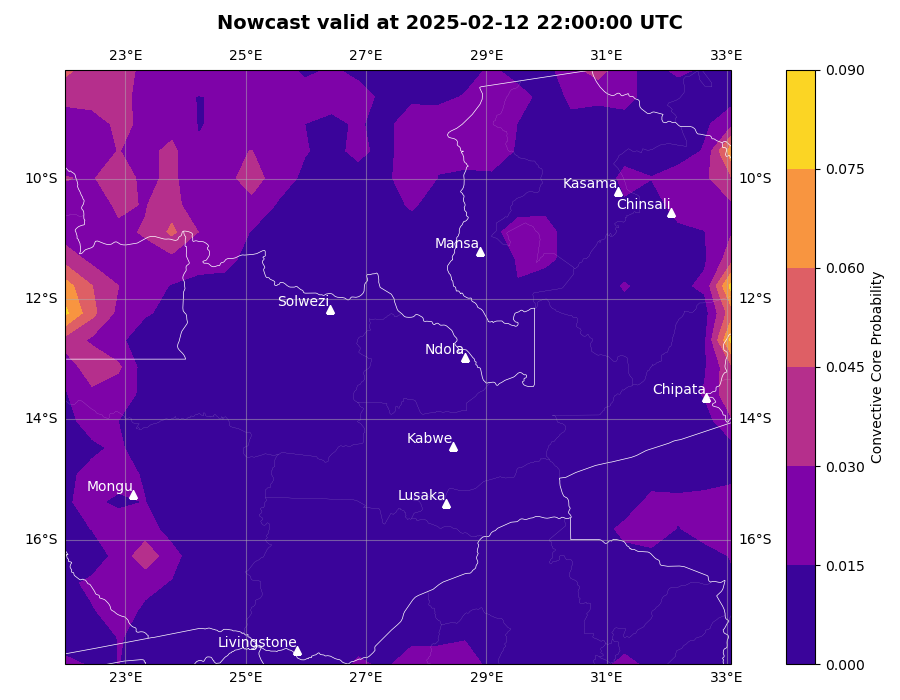 Nowcast valid at 2025-02-12 22:00:00 UTC
23°E 25°E 27°E 29°E 31°E 33°E
0.090
0.075
10°S Kasama 10°S
Chinsali
Mansa
0.060
12°S Solwezi 12°S
Ndola
0.045
Chipata
14°S 14°S
Kabwe
0.030
Mongu
Lusaka
16°S 16°S
0.015
Livingstone
0.000
23°E 25°E 27°E 29°E 31°E 33°E
Convective Core Probability